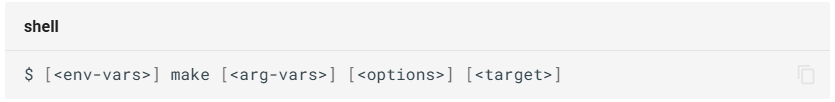 shell
$ [<env-vars>] make [<arg-vars>] [<options>] [<target>]